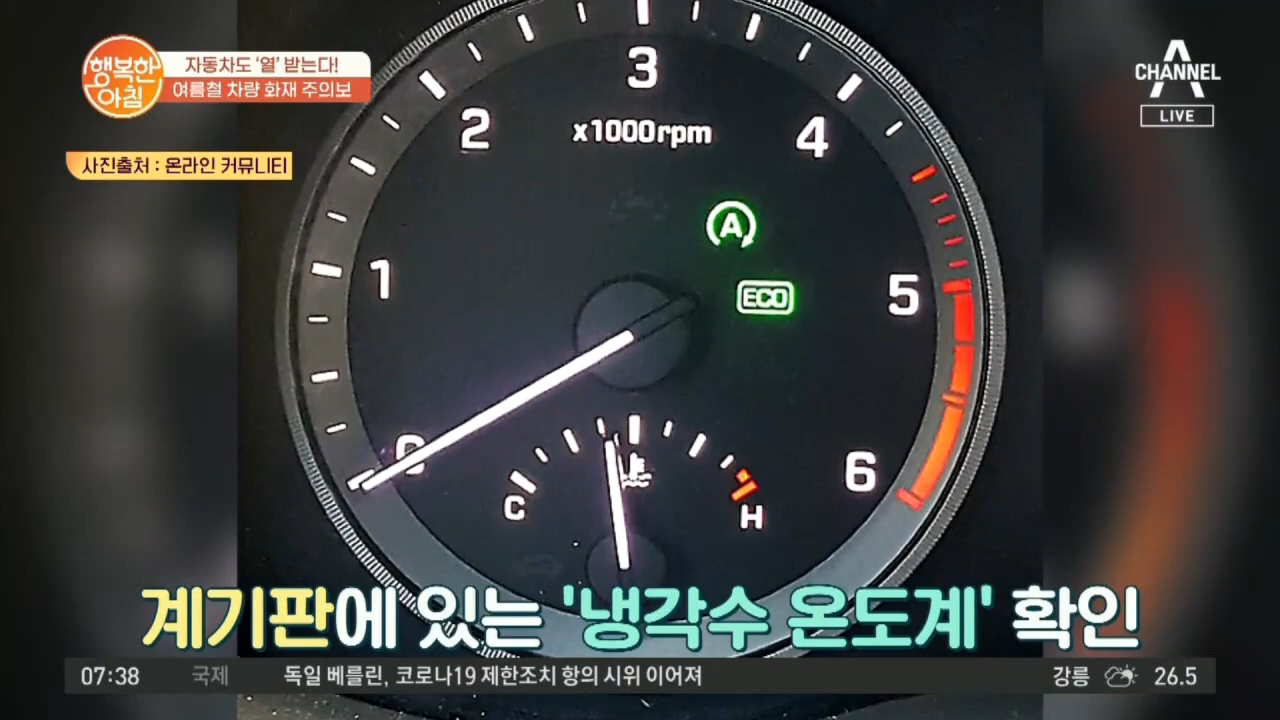 행복한
아침
자동차도 '열' 받는다!
여름철 차량 화재 주의보
사진출처 : 온라인 커뮤니티
CHANNEL A
LIVE
3
2
4
x1000rpm
A
1
ECO
5
0
6
C
H
계기판에 있는 '냉각수 온도계' 확인
07:38 국제 독일 베를린, 코로나19 제한조치 항의 시위 이어져 강릉 26.5